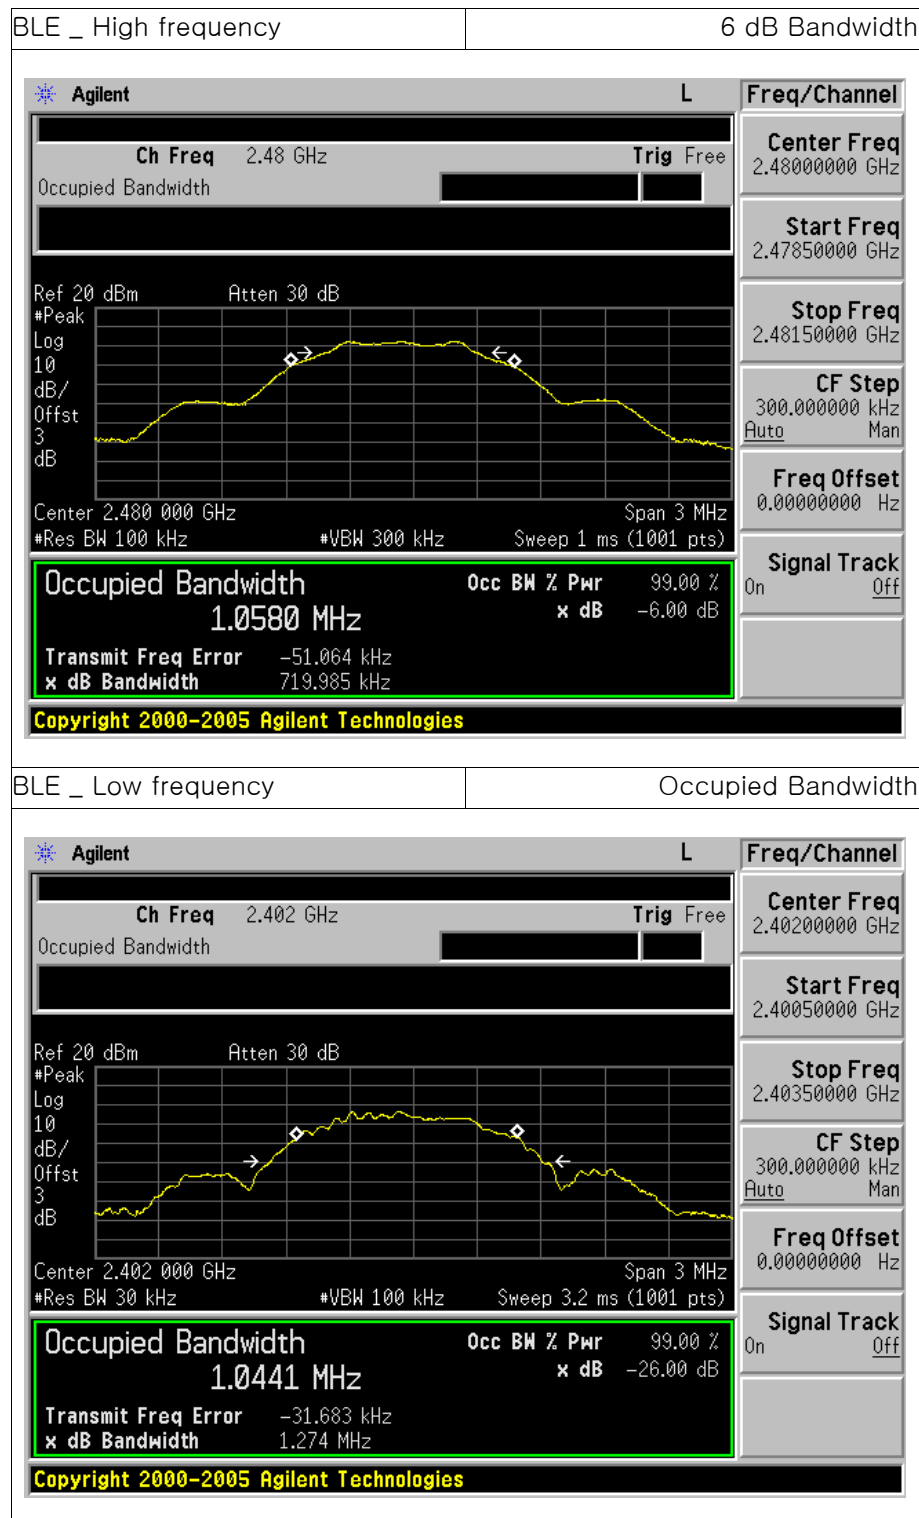 BLE _ High frequency 6 dB Bandwidth
Agilent L Freq/Channel
Ch Freq 2.48 GHz Trig Free
Occupied Bandwidth
Center Freq
2.48000000 GHz
Start Freq
2.47850000 GHz
Stop Freq
2.48150000 GHz
CF Step
300.000000 kHz
Auto Man
Freq Offset
0.00000000 Hz
Signal Track
On Off
Ref 20 dBm Atten 30 dB
#Peak
Log
10
dB/
Offst
3
dB
Center 2.480 000 GHz Span 3 MHz
#Res BW 100 kHz #VBW 300 kHz Sweep 1 ms (1001 pts)
Occupied Bandwidth Occ BW % Pwr 99.00 %
1.0580 MHz x dB -6.00 dB
Transmit Freq Error -51.064 kHz
x dB Bandwidth 719.985 kHz
Copyright 2000-2005 Agilent Technologies
BLE _ Low frequency Occupied Bandwidth
Agilent L Freq/Channel
Ch Freq 2.402 GHz Trig Free
Occupied Bandwidth
Center Freq
2.40200000 GHz
Start Freq
2.40050000 GHz
Stop Freq
2.40350000 GHz
CF Step
300.000000 kHz
Auto Man
Freq Offset
0.00000000 Hz
Signal Track
On Off
Ref 20 dBm Atten 30 dB
#Peak
Log
10
dB/
Offst
3
dB
Center 2.402 000 GHz Span 3 MHz
#Res BW 30 kHz #VBW 100 kHz Sweep 3.2 ms (1001 pts)
Occupied Bandwidth Occ BW % Pwr 99.00 %
1.0441 MHz x dB -26.00 dB
Transmit Freq Error -31.683 kHz
x dB Bandwidth 1.274 MHz
Copyright 2000-2005 Agilent Technologies